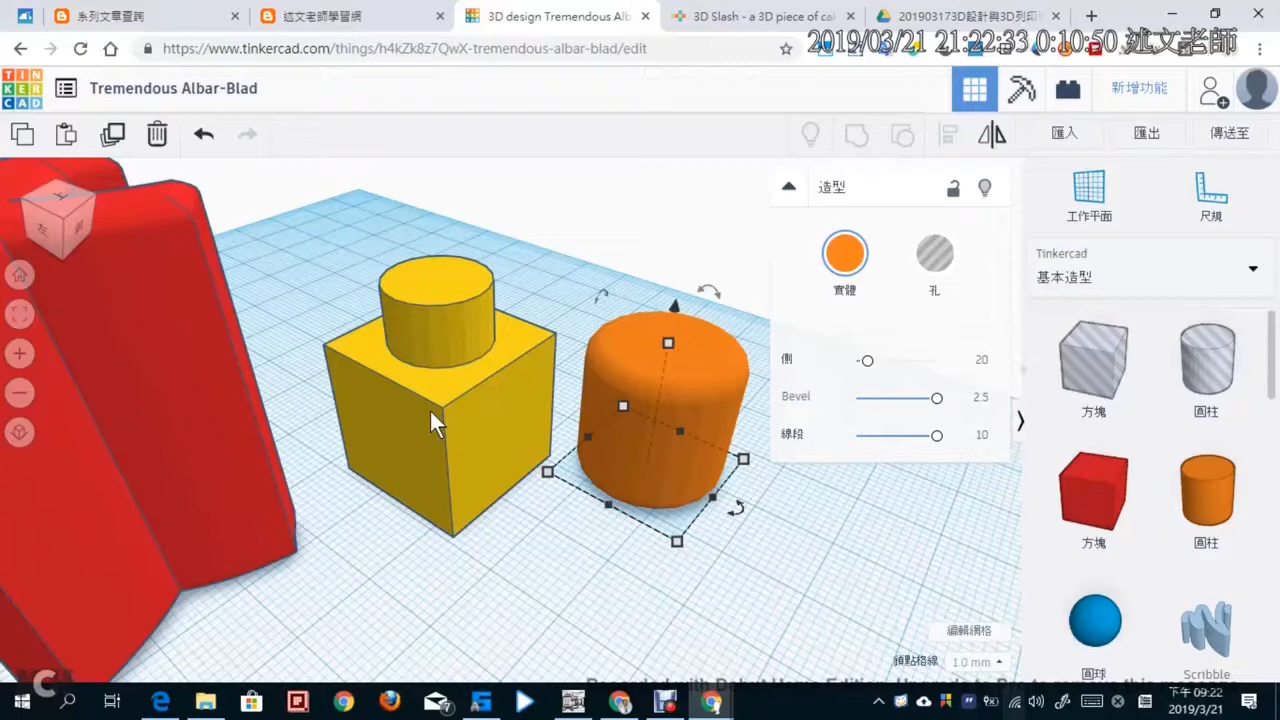 系列文章查詢
述文老師學習網
3D design Tremendous Alb
3D Slash - a 3D piece of ca
201903173D設計與3D列印
https://www.tinkercad.com/things/h4kZk8z7QwX-tremendous-albar-blad/edit
2019/03/21 21:22:33 0:10:50 述文老師
TIN
KER
CAD
Tremendous Albar-Blad
新增功能
匯入
匯出
傳送至
上
左
前
造型
實體
孔
側
20
Bevel
2.5
線段
10
工作平面
尺規
Tinkercad
基本造型
方塊
圓柱
方塊
圓柱
圓球
Scribble
編輯網格
鎖點格線
1.0 mm
下午 09:22
2019/3/21